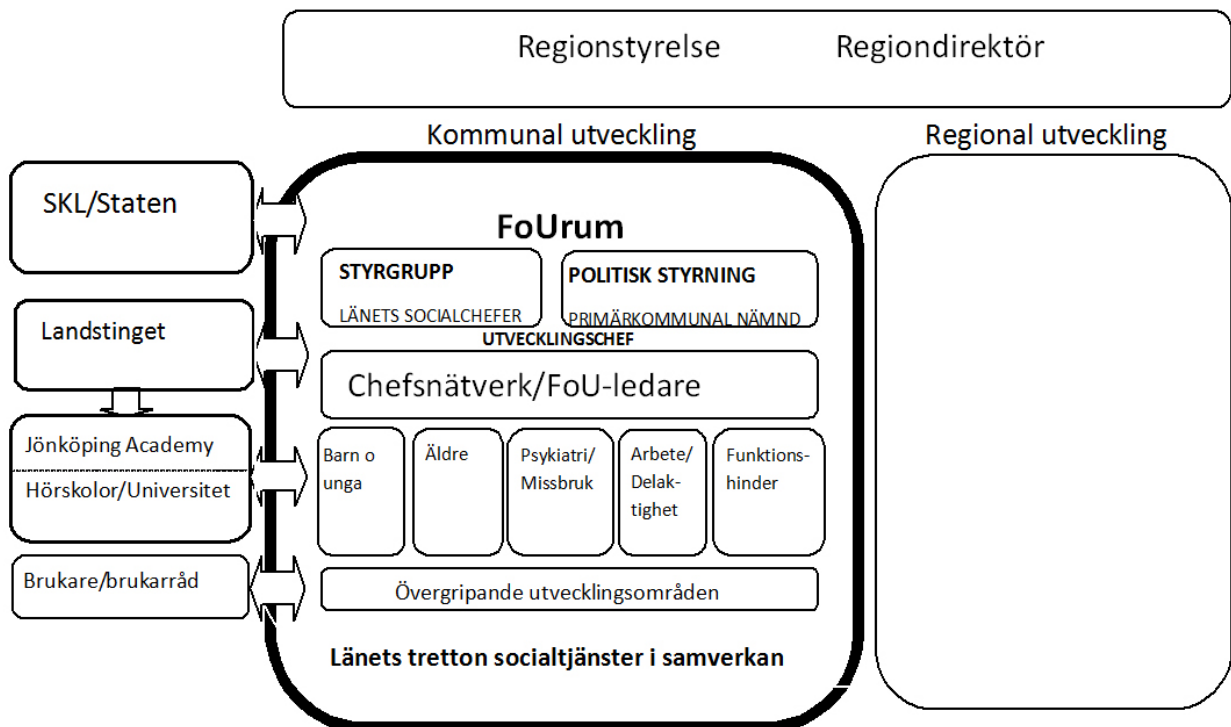 Regionstyrelse Regiondirektör
Kommunal utveckling
Regional utveckling
SKL/Staten
Landstinget
Jönköping Academy
Hörskolor/Universitet
Brukare/brukarråd
FoUrum
STYRGRUPP
LÄNETS SOCIALCHEFER
POLITISK STYRNING
PRIMÄRKOMMUNAL NÄMND
UTVECKLINGSCHEF
Chefsnätverk/FoU-ledare
Barn o
unga
Äldre
Psykiatri/
Missbruk
Arbete/
Delak-
tighet
Funktions-
hinder
Övergripande utvecklingsområden
Länets tretton socialtjänster i samverkan